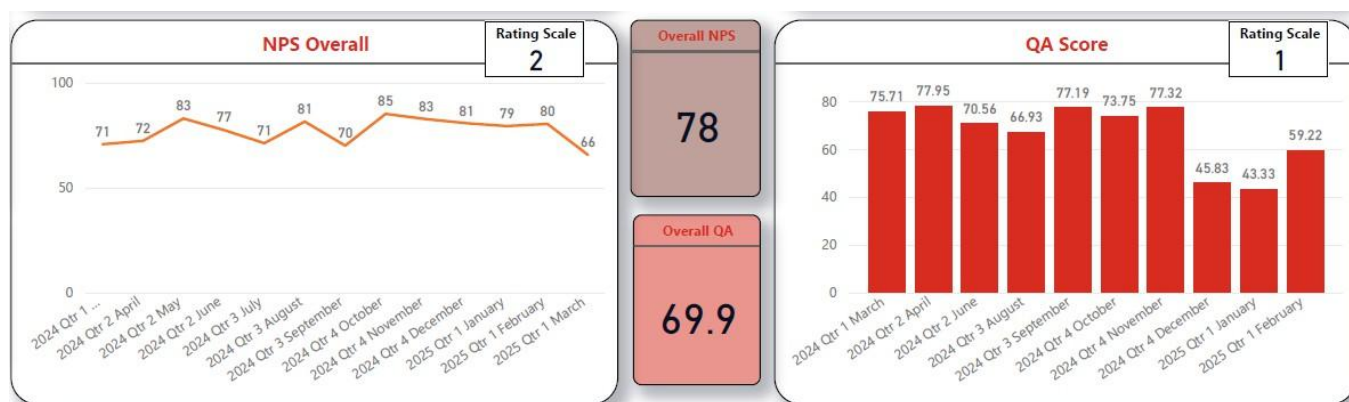 NPS Overall
Rating Scale
2
100
50
0
71
72
83
77
71
81
70
85
83
81
79
80
66
2024 Qtr 1 ...
2024 Qtr 2 April
2024 Qtr 2 May
2024 Qtr 2 June
2024 Qtr 3 July
2024 Qtr 3 August
2024 Qtr 3 September
2024 Qtr 4 October
2024 Qtr 4 November
2024 Qtr 4 December
2025 Qtr 1 January
2025 Qtr 1 February
2025 Qtr 1 March
Overall NPS
78
Overall QA
69.9
QA Score
Rating Scale
1
80
60
40
20
0
75.71
77.95
70.56
66.93
77.19
73.75
77.32
45.83
43.33
59.22
2024 Qtr 1 March
2024 Qtr 2 April
2024 Qtr 2 June
2024 Qtr 3 August
2024 Qtr 3 September
2024 Qtr 4 October
2024 Qtr 4 November
2024 Qtr 4 December
2025 Qtr 1 January
2025 Qtr 1 February